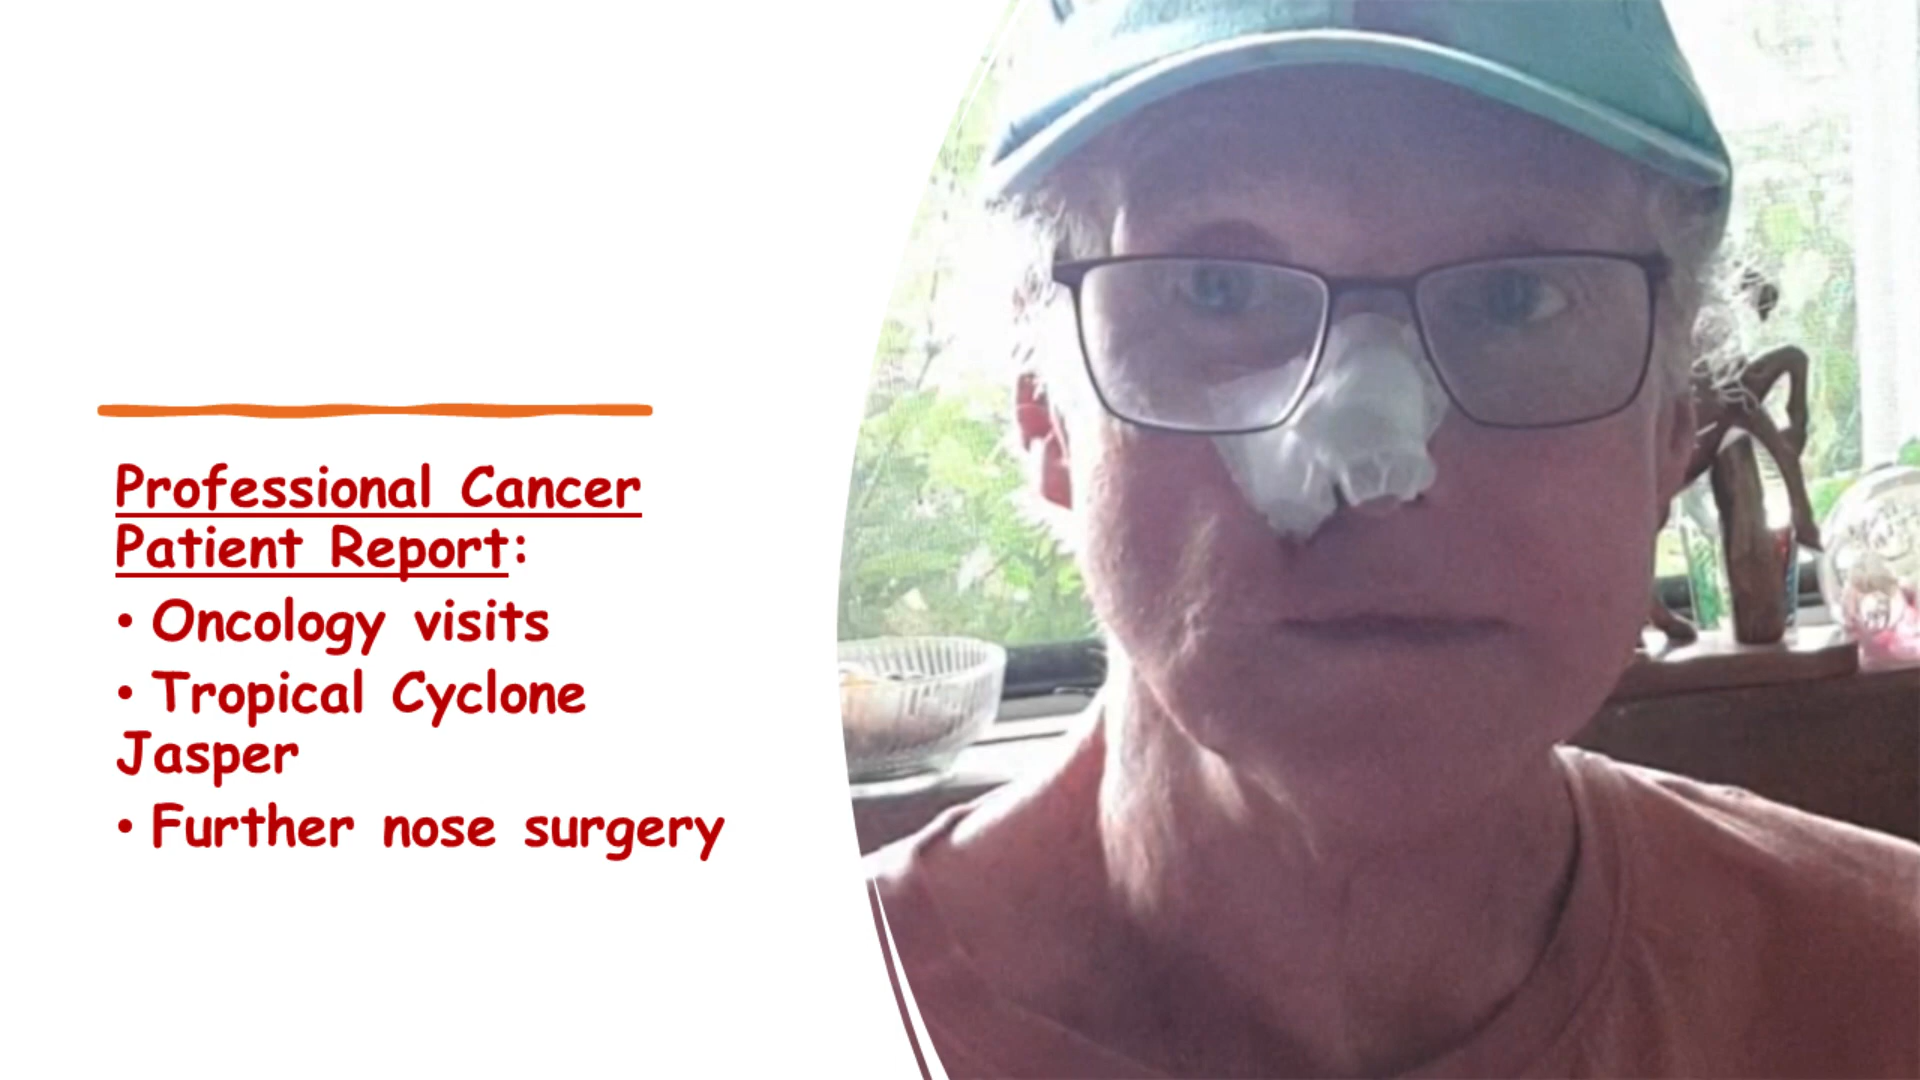 Professional Cancer
Patient Report:
• Oncology visits
• Tropical Cyclone
Jasper
• Further nose surgery